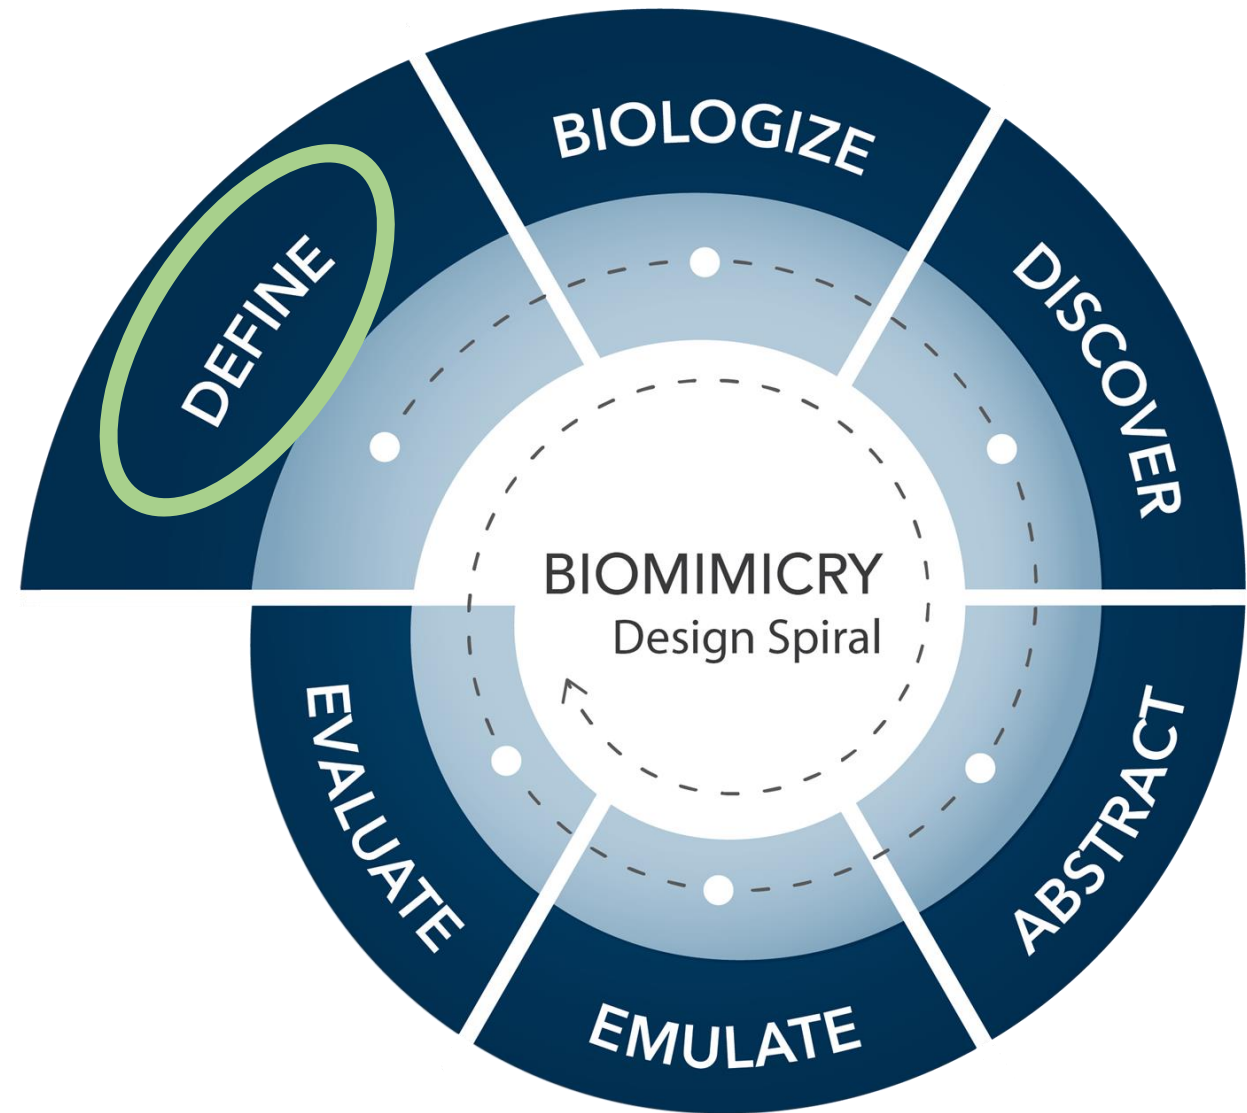 DEFINE
BIOLOGIZE
DISCOVER
ABSTRACT
EMULATE
EVALUATE
BIOMIMICRY
Design Spiral